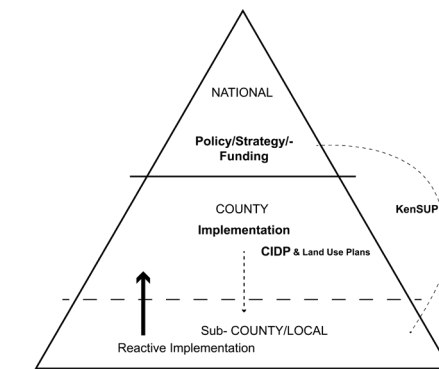 NATIONAL
Policy/Strategy/-
Funding
COUNTY
KenSUP
Implementation
CIDP & Land Use Plans
Sub- COUNTY/LOCAL
Reactive Implementation